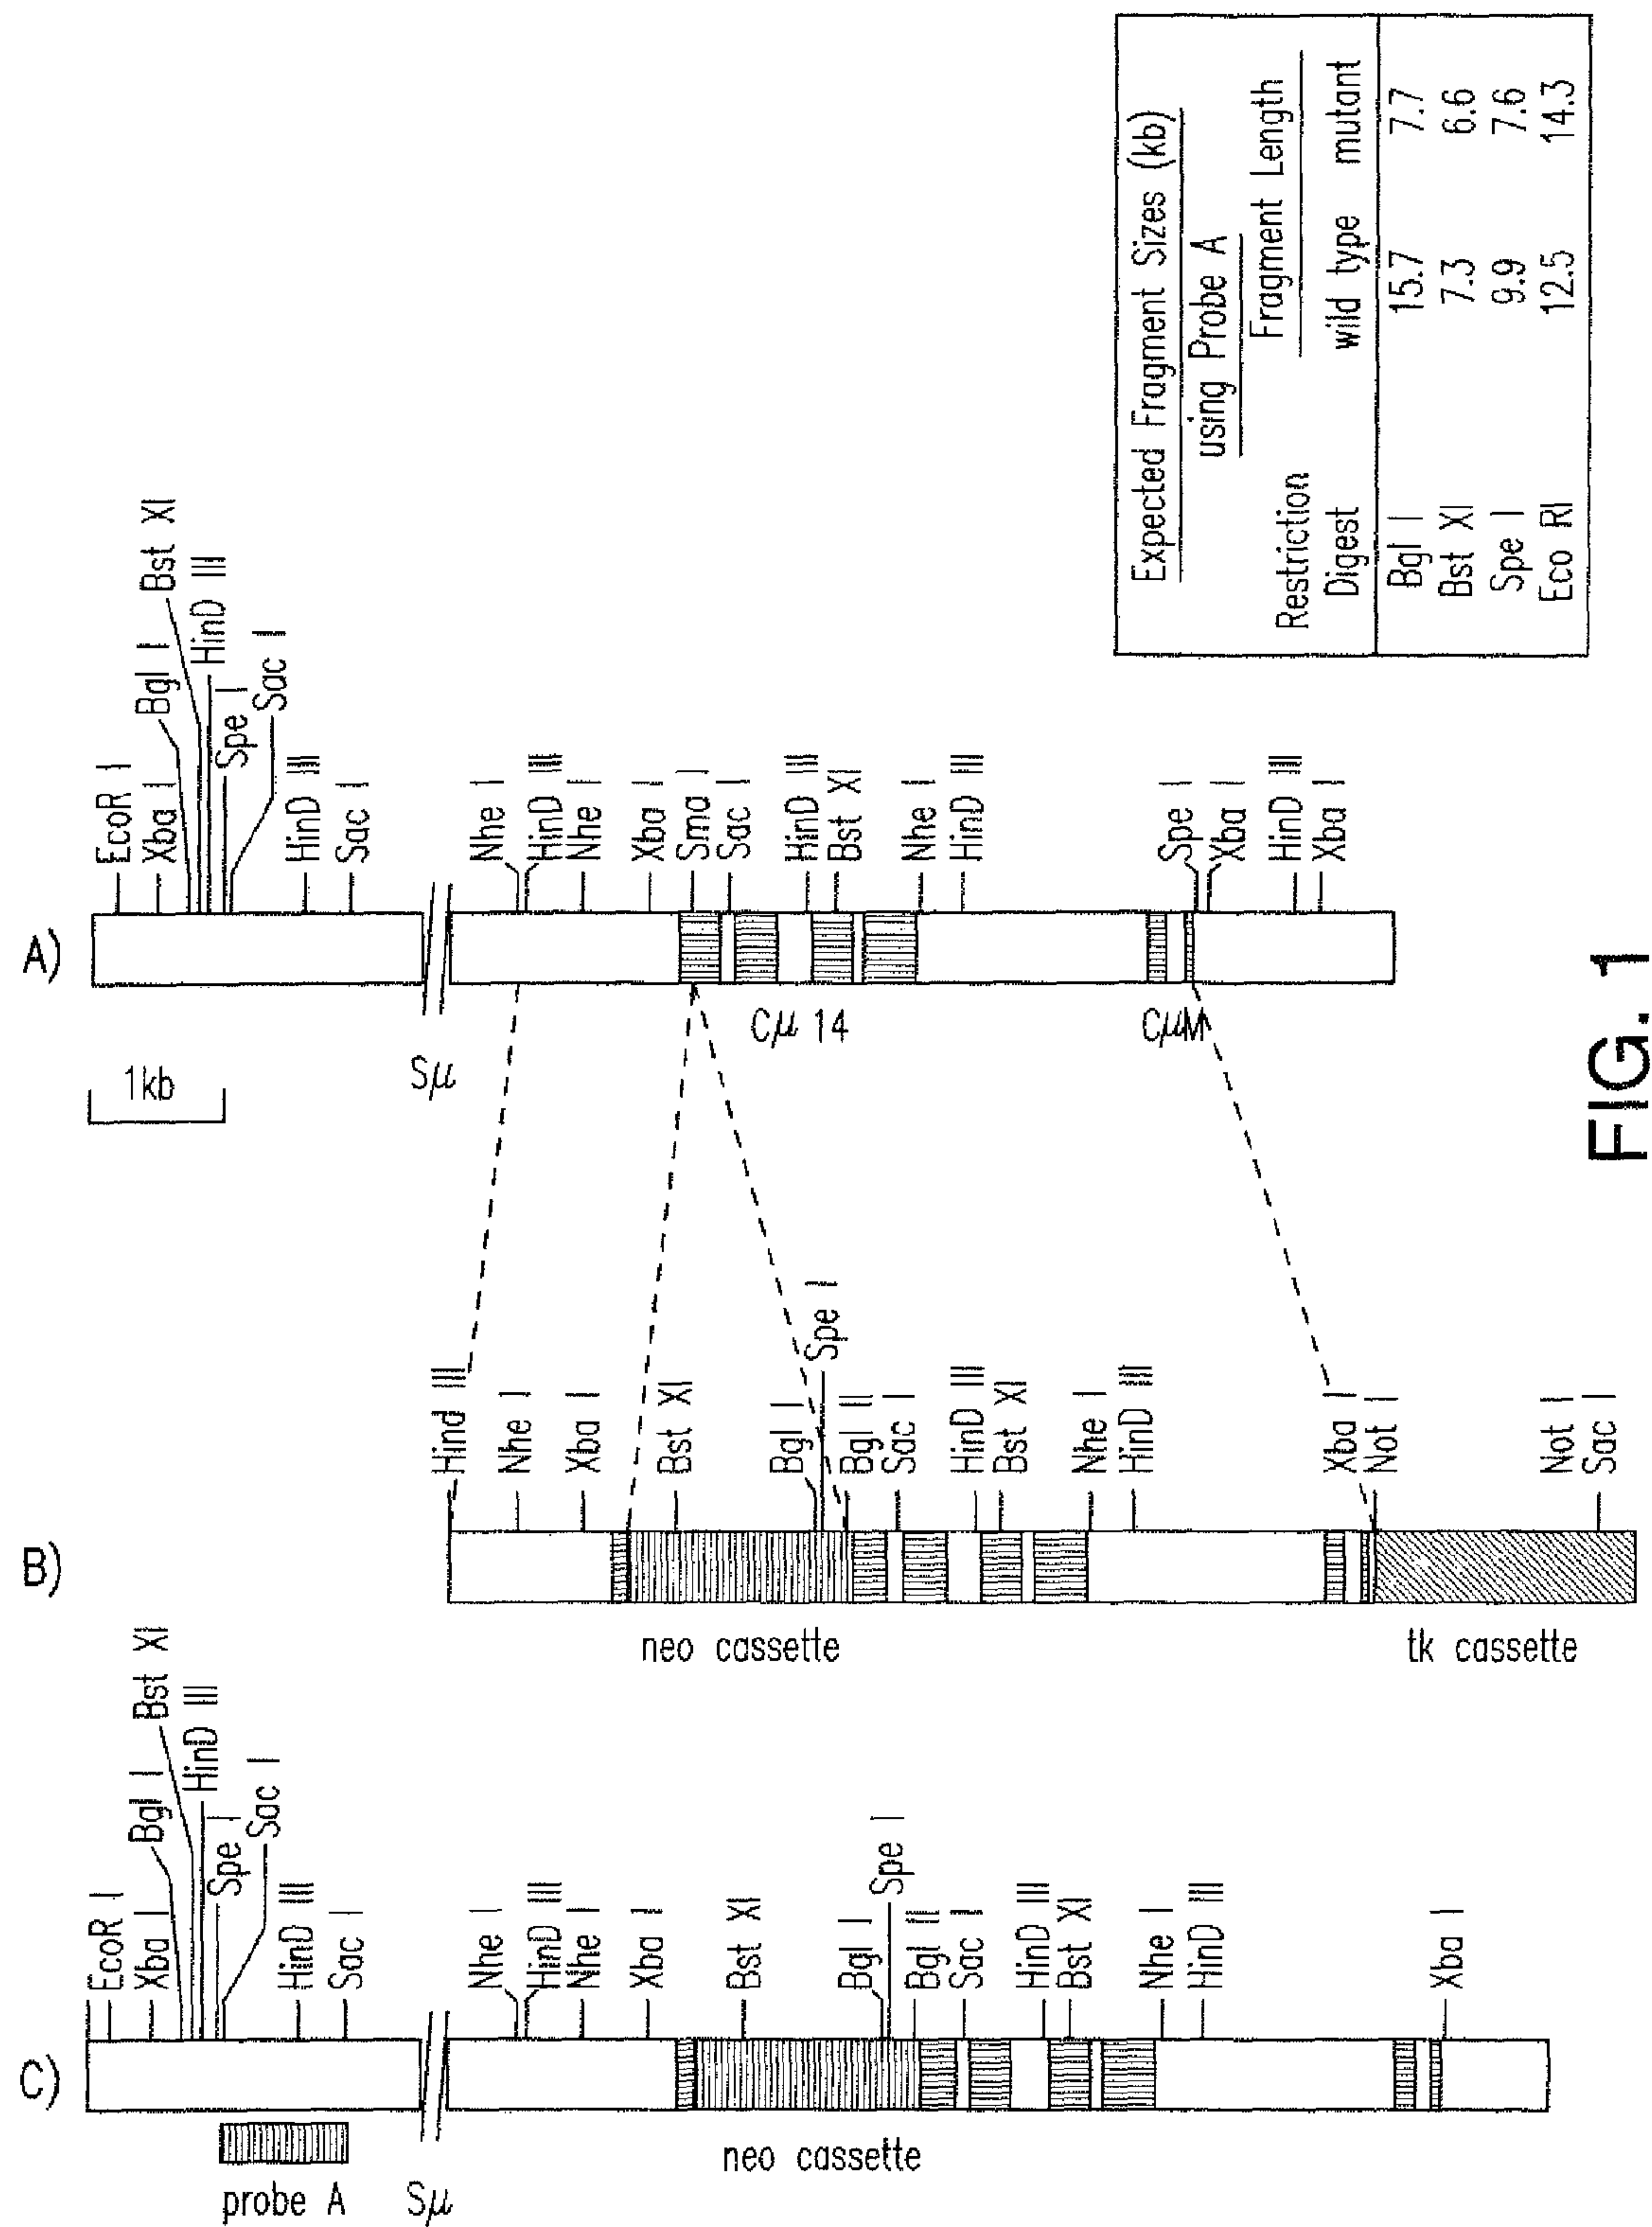 A)
EcoR I
Xba I
Bgl I
Bst XI
HinD III
Spe I
Sac I
HinD III
Sac I
Nhe I
HinD III
Nhe I
Xba I
Sma I
Sac I
HinD III
Bst XI
Nhe I
HinD III
Spe I
Xba I
HinD III
Xba I
1kb
Sμ
Cμ 14
CμM
B)
Hind III
Nhe I
Xba I
Bst XI
Bgl I
Spe I
Bgl II
Sac I
HinD III
Bst XI
Nhe I
HinD III
Xba I
Not I
Not I
Sac I
neo cassette
tk cassette
C)
EcoR I
Xba I
Bgl I
Bst XI
HinD III
Spe I
Sac I
HinD III
Sac I
Nhe I
HinD III
Nhe I
Xba I
Bst XI
Bgl I
Spe I
Bgl II
Sac I
HinD III
Bst XI
Nhe I
HinD III
Xba I
probe A
Sμ
neo cassette
Expected Fragment Sizes (kb)
using Probe A
Fragment Length
Restriction
Digest wild type mutant
Bgl I 15.7 7.7
Bst XI 7.3 6.6
Spe I 9.9 7.6
Eco RI 12.5 14.3
FIG. 1